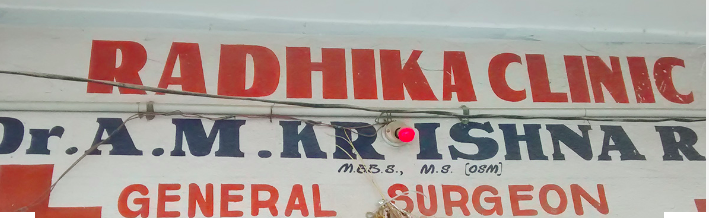 RADHIKA CLINIC
Dr. A.M. KRISHNA R
M.B.B.S., M.S. [OSM]
GENERAL SURGEON